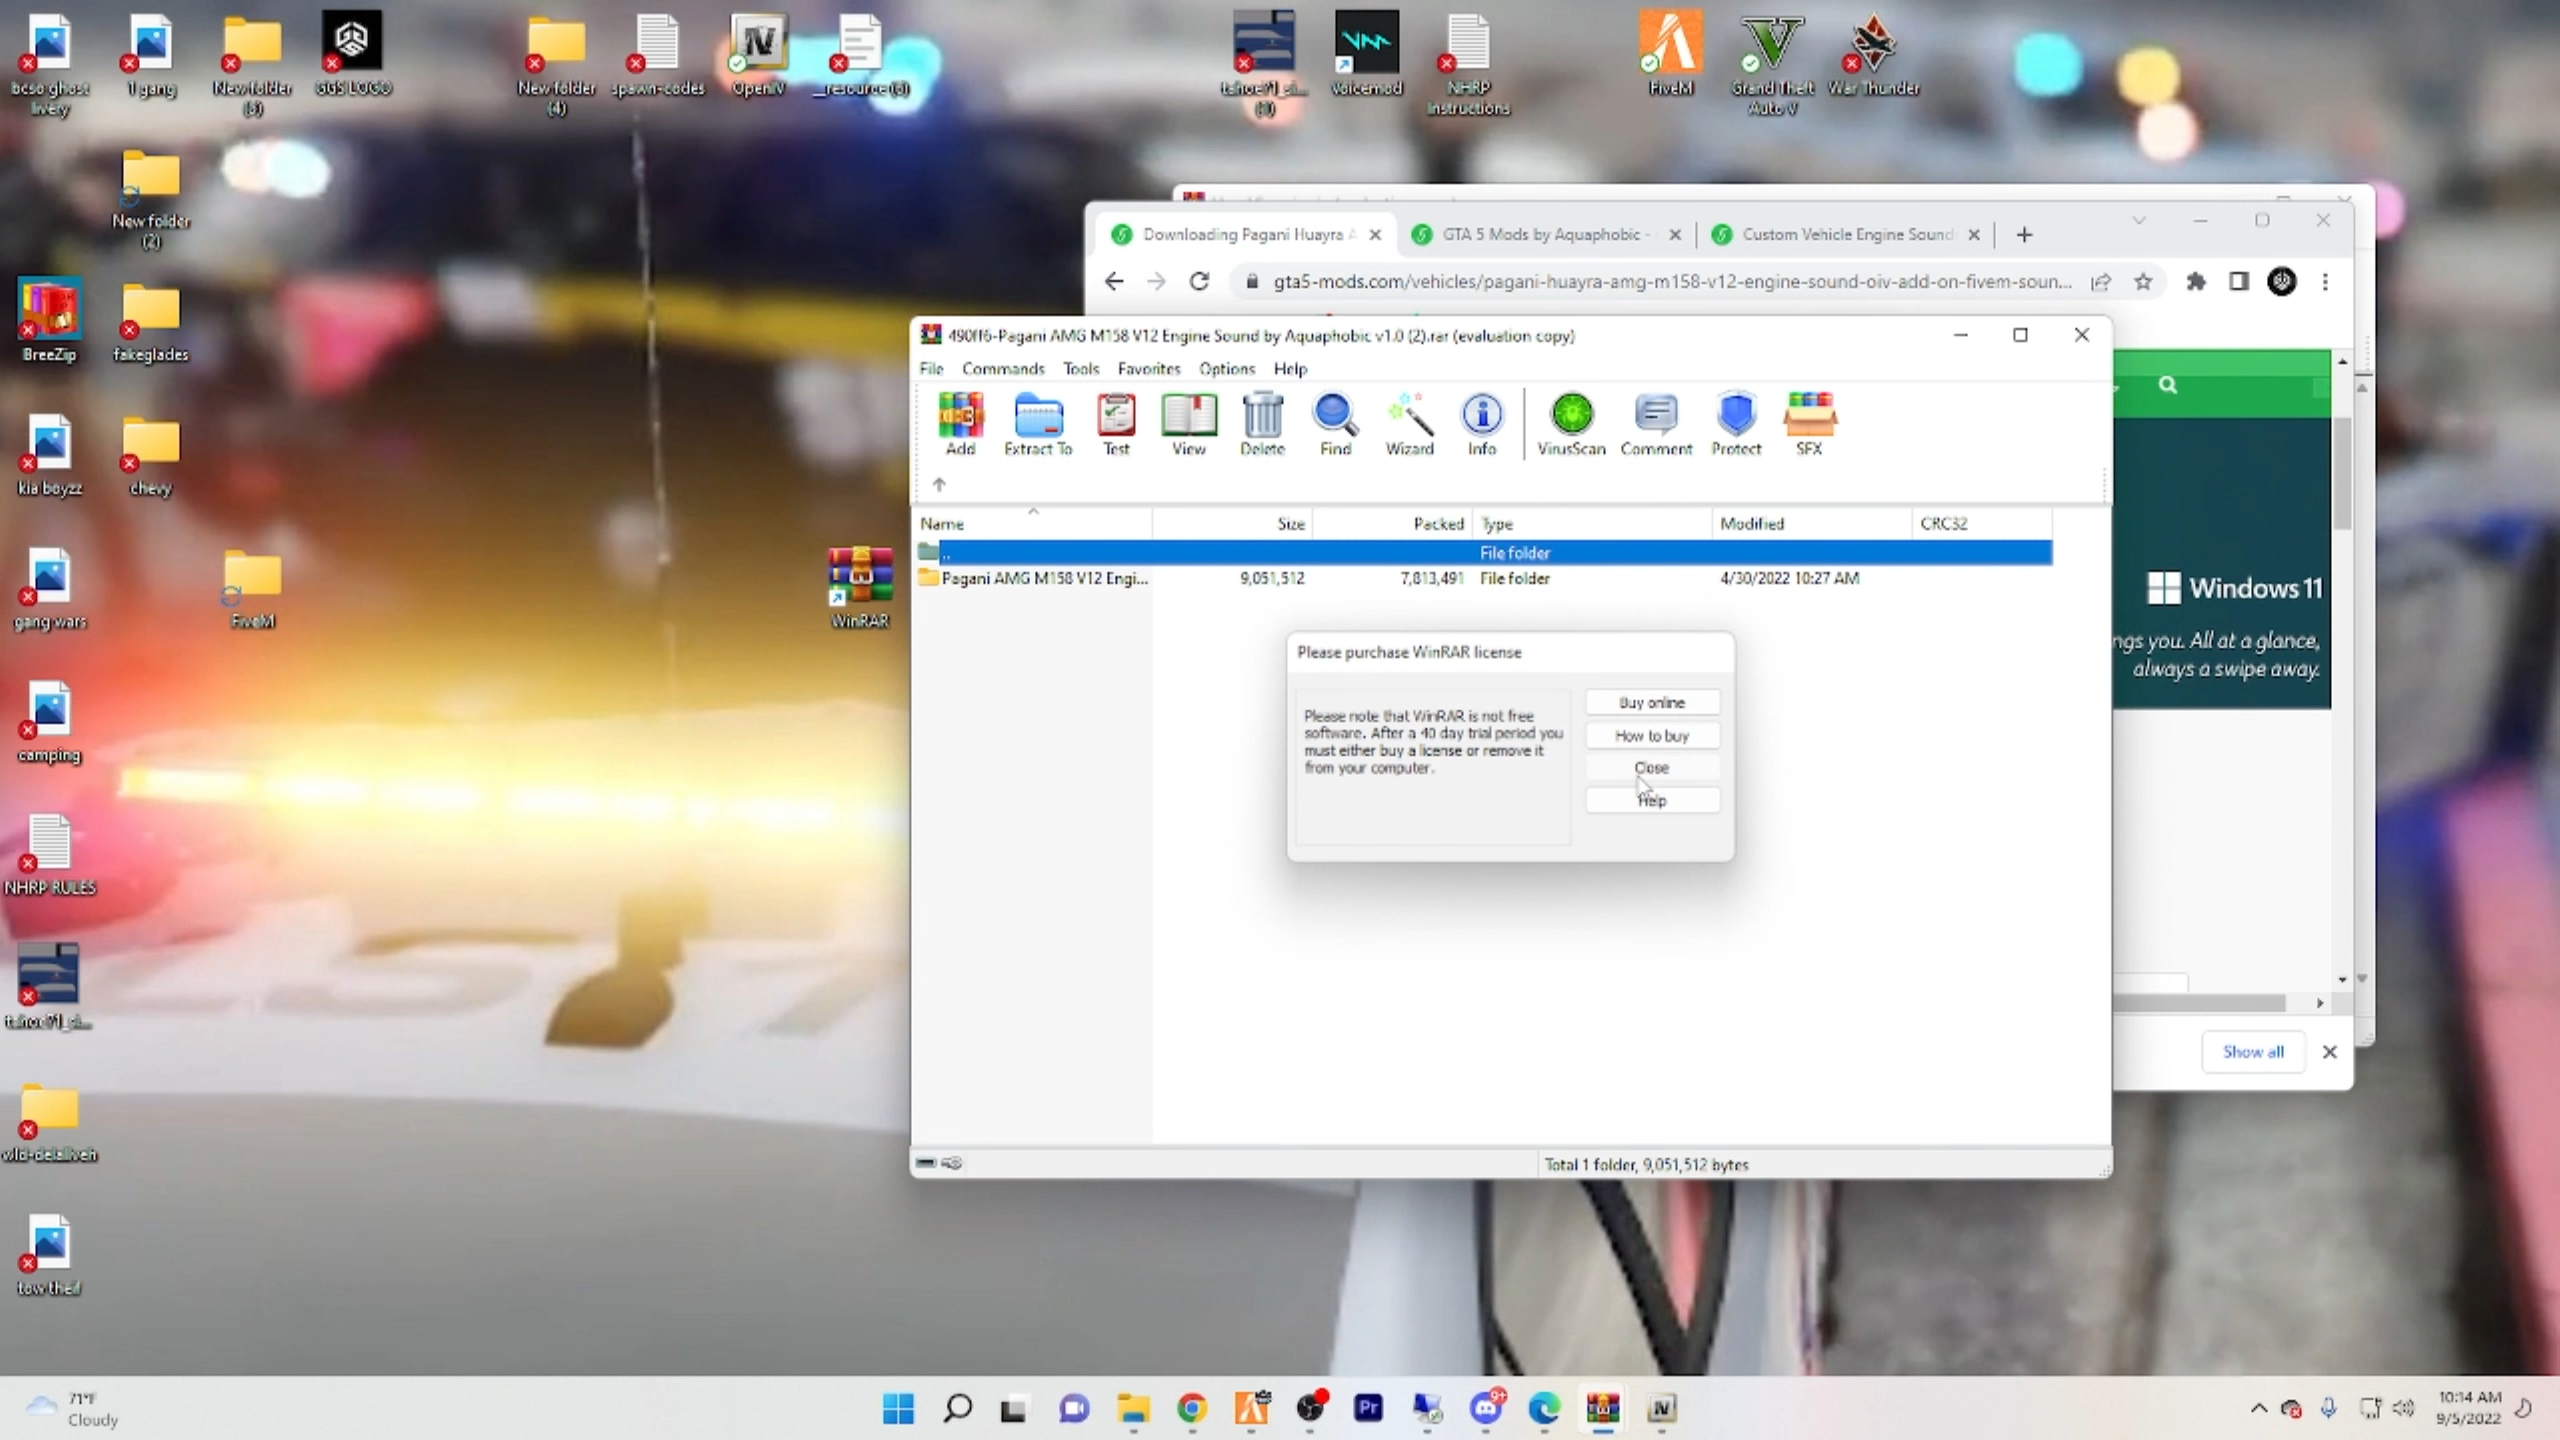 bcso ghost
livery
1 gang
New folder
(3)
GGS LOGO
New folder
(4)
spawn-codes
OpenIV
__resource (3)
Voicemod
NHRP
Instructions
FiveM
Grand Theft
Auto V
War Thunder
New folder
(2)
BreeZip
fakeglades
kia boyzz
chevy
gang wars
FiveM
WinRAR
camping
NHRP RULES
tow theif
Downloading Pagani Huayra A
GTA 5 Mods by Aquaphobic -
Custom Vehicle Engine Sound
gta5-mods.com/vehicles/pagani-huayra-amg-m158-v12-engine-sound-oiv-add-on-fivem-soun...
490ff6-Pagani AMG M158 V12 Engine Sound by Aquaphobic v1.0 (2).rar (evaluation copy)
File Commands Tools Favorites Options Help
Add Extract To Test View Delete Find Wizard Info VirusScan Comment Protect SFX
Name Size Packed Type Modified CRC32
.. File folder
Pagani AMG M158 V12 Engi... 9,051,512 7,813,491 File folder 4/30/2022 10:27 AM
Please purchase WinRAR license
Please note that WinRAR is not free
software. After a 40 day trial period you
must either buy a license or remove it
from your computer.
Buy online
How to buy
Close
Help
Windows 11
ngs you. All at a glance,
always a swipe away.
Show all
Total 1 folder, 9,051,512 bytes
71°F
Cloudy
Pr
9+
10:14 AM
9/5/2022